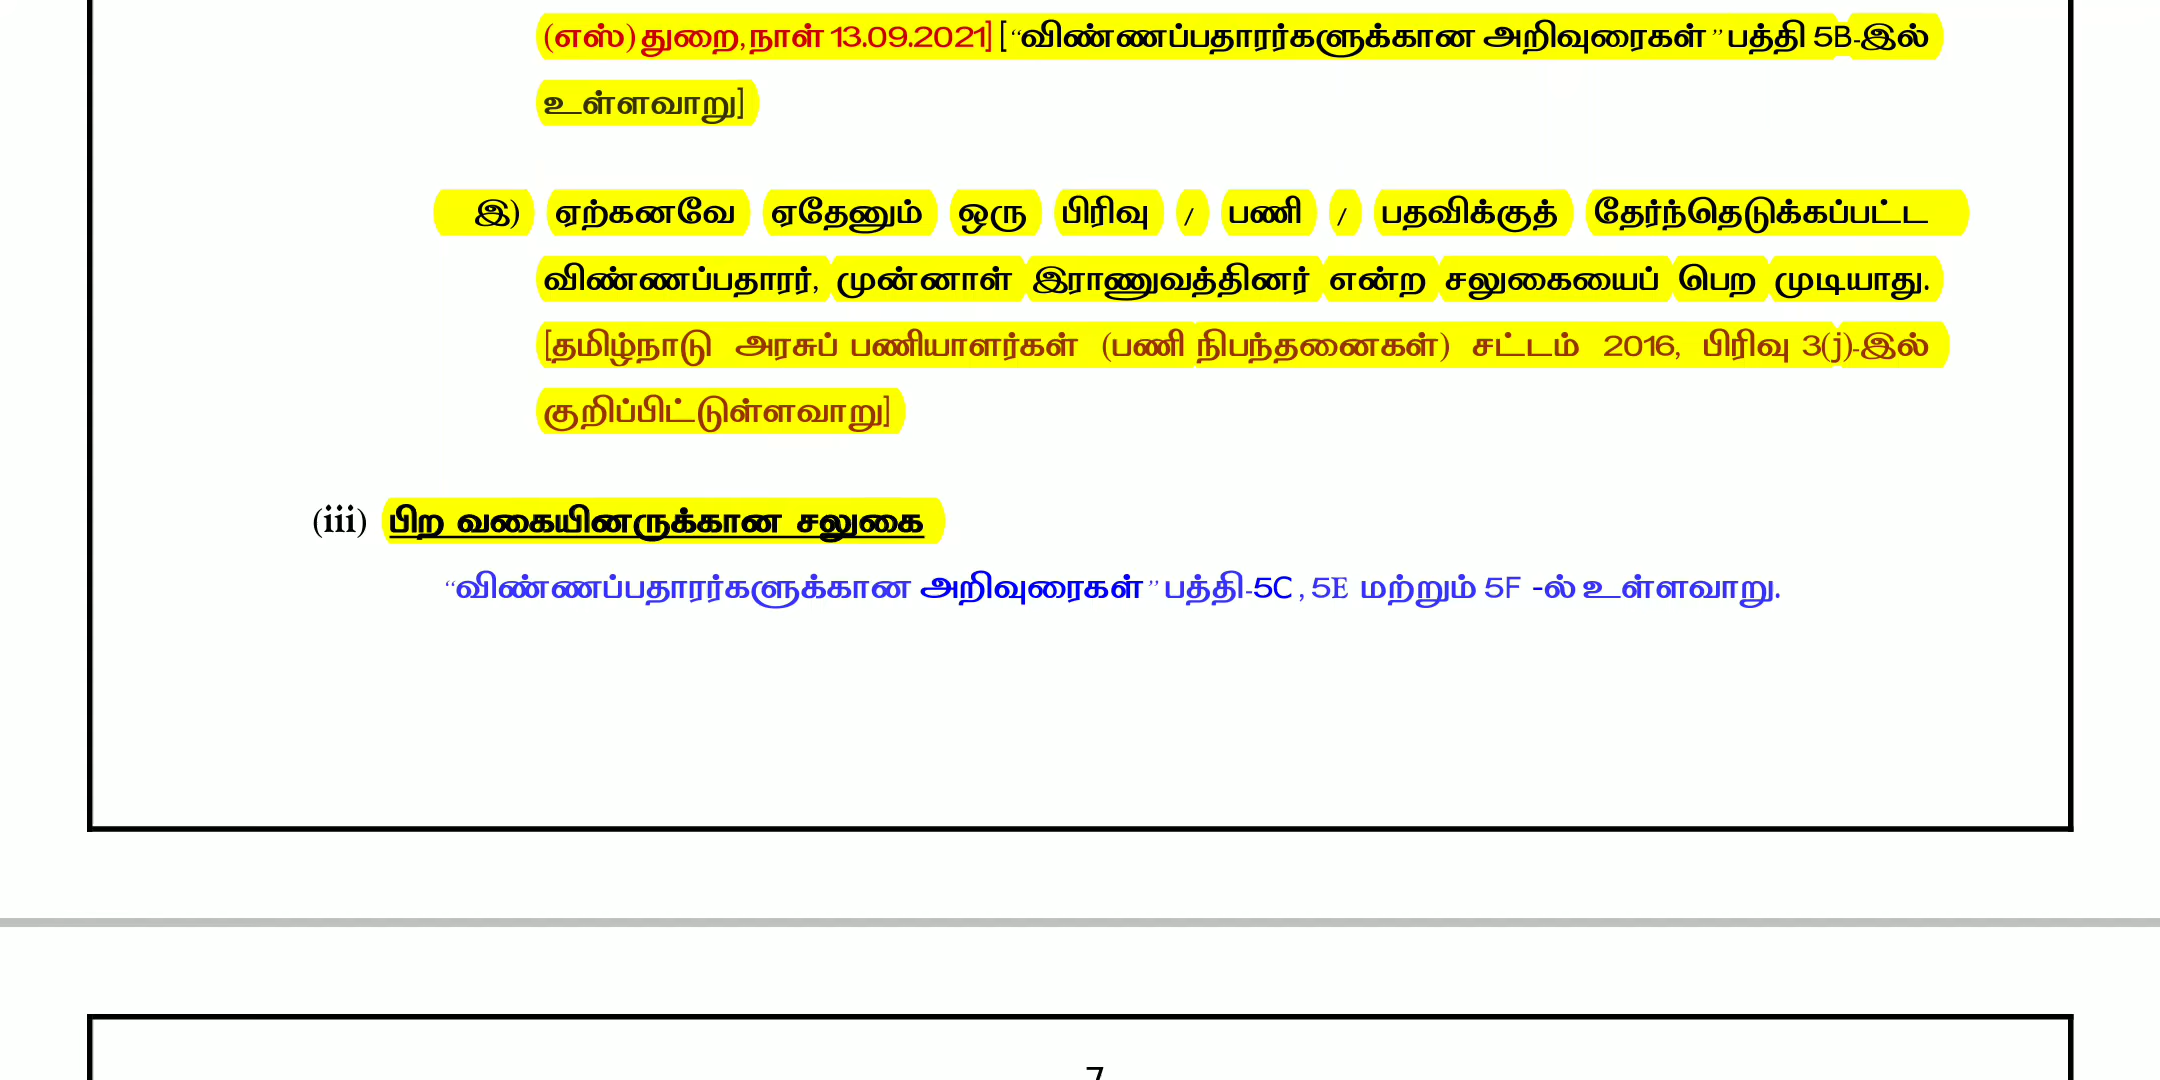 (எஸ்) துறை, நாள் 13.09.2021] [“விண்ணப்பதாரர்களுக்கான அறிவுரைகள்” பத்தி 5B-இல்
உள்ளவாறு]
இ) ஏற்கனவே ஏதேனும் ஒரு பிரிவு / பணி / பதவிக்குத் தேர்ந்தெடுக்கப்பட்ட
விண்ணப்பதாரர், முன்னாள் இராணுவத்தினர் என்ற சலுகையைப் பெற முடியாது.
[தமிழ்நாடு அரசுப் பணியாளர்கள் (பணி நிபந்தனைகள்) சட்டம் 2016, பிரிவு 3(j)-இல்
குறிப்பிட்டுள்ளவாறு]
(iii) பிற வகையினருக்கான சலுகை
“விண்ணப்பதாரர்களுக்கான அறிவுரைகள்” பத்தி-5C, 5E மற்றும் 5F -ல் உள்ளவாறு.
7